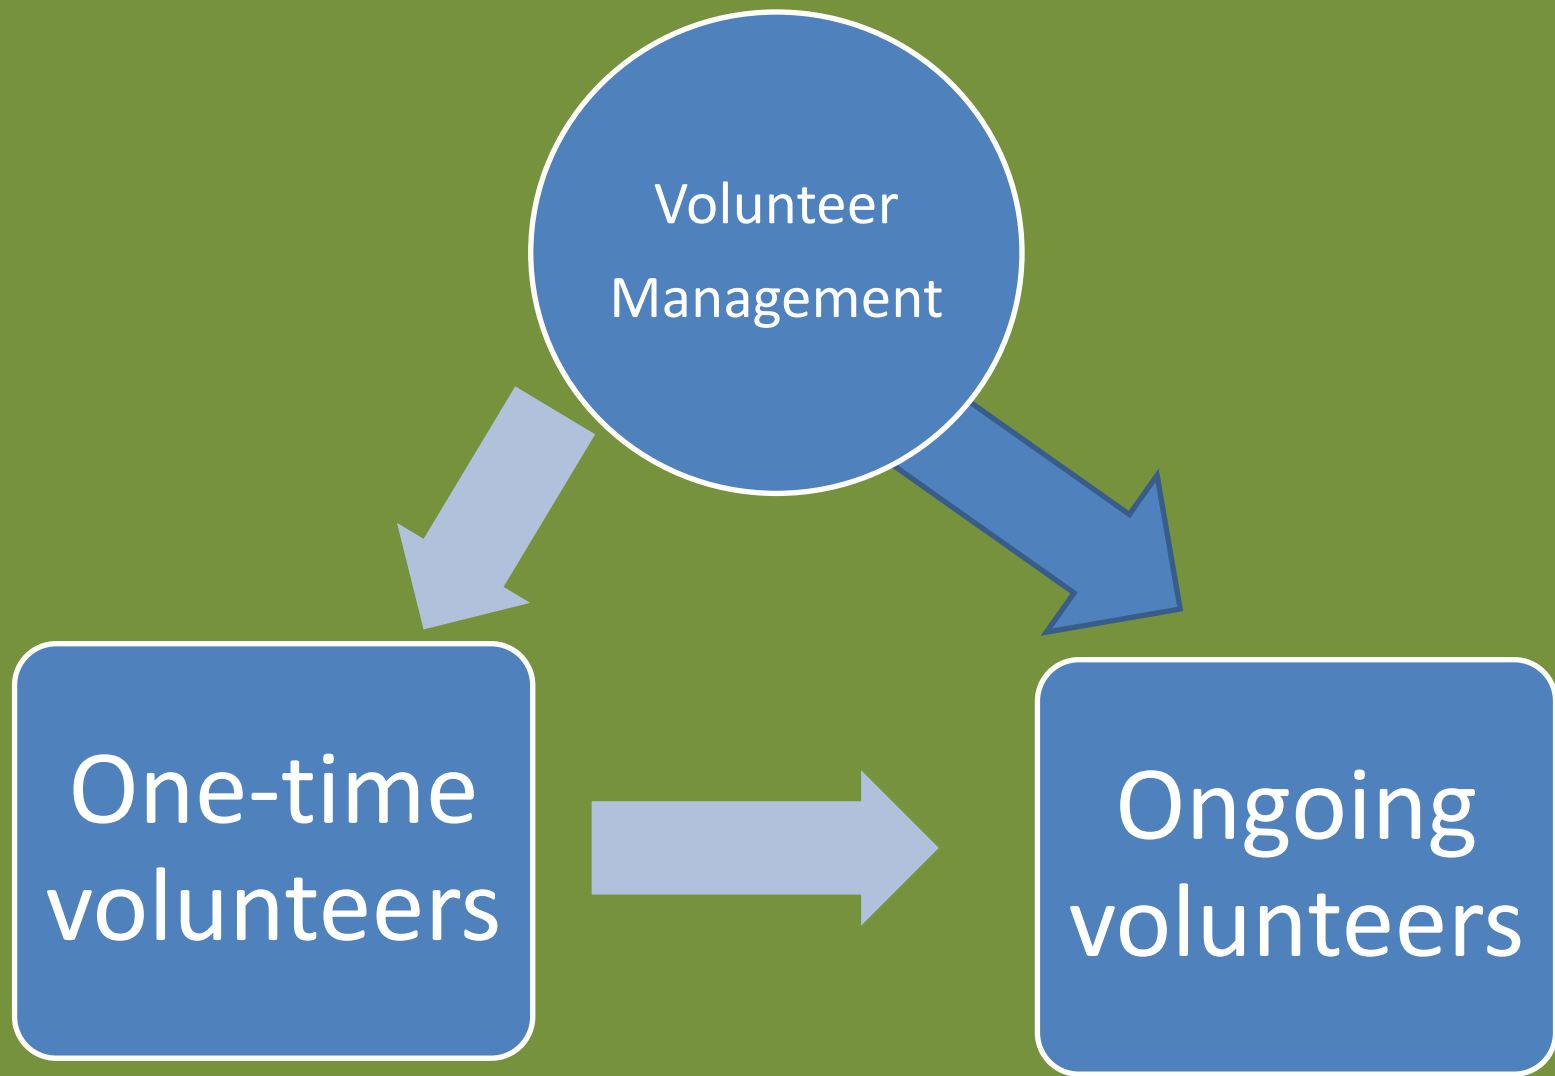 Volunteer
Management
One-time
volunteers
Ongoing
volunteers